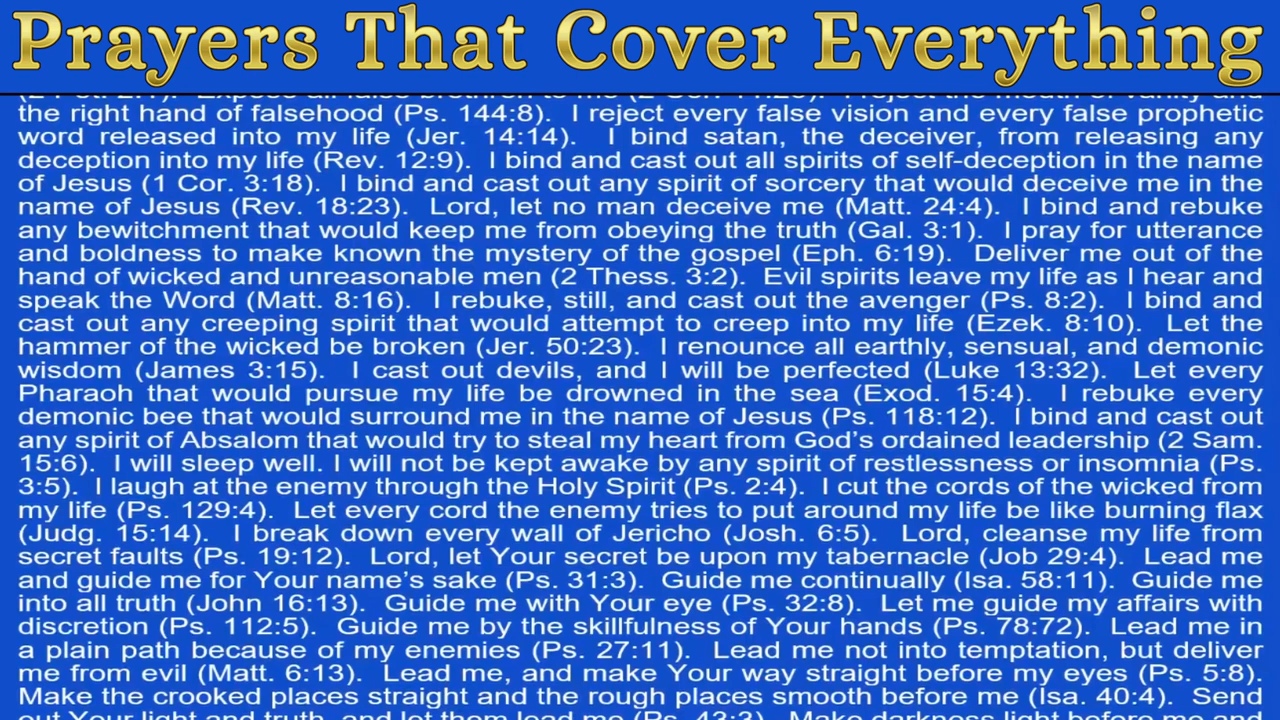 Prayers That Cover Everything
the right hand of falsehood (Ps. 144:8). I reject every false vision and every false prophetic
word released into my life (Jer. 14:14). I bind satan, the deceiver, from releasing any
deception into my life (Rev. 12:9). I bind and cast out all spirits of self-deception in the name
of Jesus (1 Cor. 3:18). I bind and cast out any spirit of sorcery that would deceive me in the
name of Jesus (Rev. 18:23). Lord, let no man deceive me (Matt. 24:4). I bind and rebuke
any bewitchment that would keep me from obeying the truth (Gal. 3:1). I pray for utterance
and boldness to make known the mystery of the gospel (Eph. 6:19). Deliver me out of the
hand of wicked and unreasonable men (2 Thess. 3:2). Evil spirits leave my life as I hear and
speak the Word (Matt. 8:16). I rebuke, still, and cast out the avenger (Ps. 8:2). I bind and
cast out any creeping spirit that would attempt to creep into my life (Ezek. 8:10). Let the
hammer of the wicked be broken (Jer. 50:23). I renounce all earthly, sensual, and demonic
wisdom (James 3:15). I cast out devils, and I will be perfected (Luke 13:32). Let every
Pharaoh that would pursue my life be drowned in the sea (Exod. 15:4). I rebuke every
demonic bee that would surround me in the name of Jesus (Ps. 118:12). I bind and cast out
any spirit of Absalom that would try to steal my heart from God's ordained leadership (2 Sam.
15:6). I will sleep well. I will not be kept awake by any spirit of restlessness or insomnia (Ps.
3:5). I laugh at the enemy through the Holy Spirit (Ps. 2:4). I cut the cords of the wicked from
my life (Ps. 129:4). Let every cord the enemy tries to put around my life be like burning flax
(Judg. 15:14). I break down every wall of Jericho (Josh. 6:5). Lord, cleanse my life from
secret faults (Ps. 19:12). Lord, let Your secret be upon my tabernacle (Job 29:4). Lead me
and guide me for Your name's sake (Ps. 31:3). Guide me continually (Isa. 58:11). Guide me
into all truth (John 16:13). Guide me with Your eye (Ps. 32:8). Let me guide my affairs with
discretion (Ps. 112:5). Guide me by the skillfulness of Your hands (Ps. 78:72). Lead me in
a plain path because of my enemies (Ps. 27:11). Lead me not into temptation, but deliver
me from evil (Matt. 6:13). Lead me, and make Your way straight before my eyes (Ps. 5:8).
Make the crooked places straight and the rough places smooth before me (Isa. 40:4). Send
out Your light and truth, and let them lead me (Ps. 43:3). Make darkness light before me and